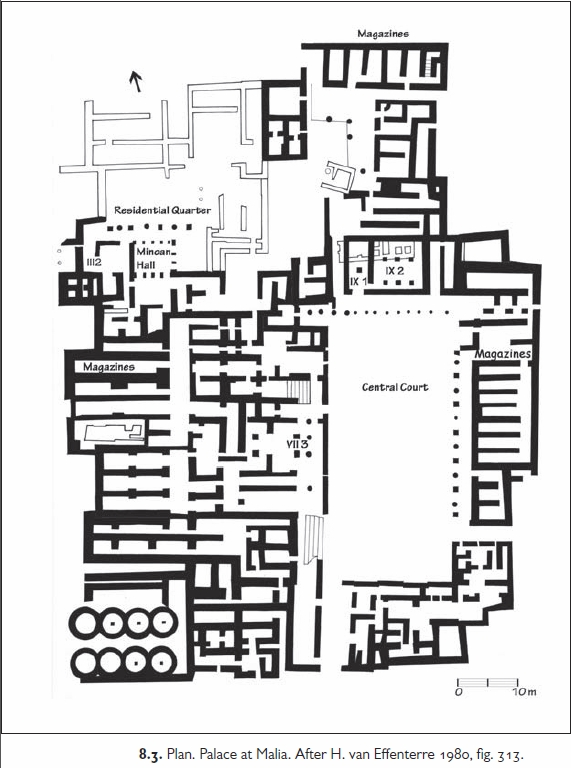 Magazines
Residential Quarter
III2
Minoan
Hall
IX 1
IX 2
Magazines
Magazines
Central Court
VII 3
0
10m
8.3. Plan. Palace at Malia. After H. van Effenterre 1980, fig. 313.